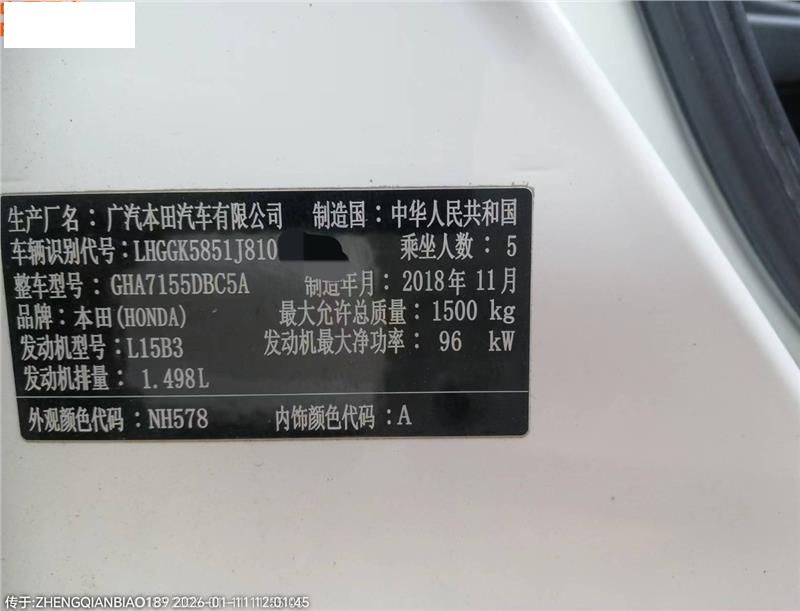 生产厂名：广汽本田汽车有限公司 制造国：中华人民共和国
车辆识别代号：LHGGK5851J810 乘坐人数：5
整车型号：GHA7155DBC5A 制造年月：2018年11月
品牌：本田(HONDA) 最大允许总质量：1500 kg
发动机型号：L15B3 发动机最大净功率：96 kW
发动机排量：1.498L
外观颜色代码：NH578 内饰颜色代码：A
传于:ZHENGQIANBIAO189